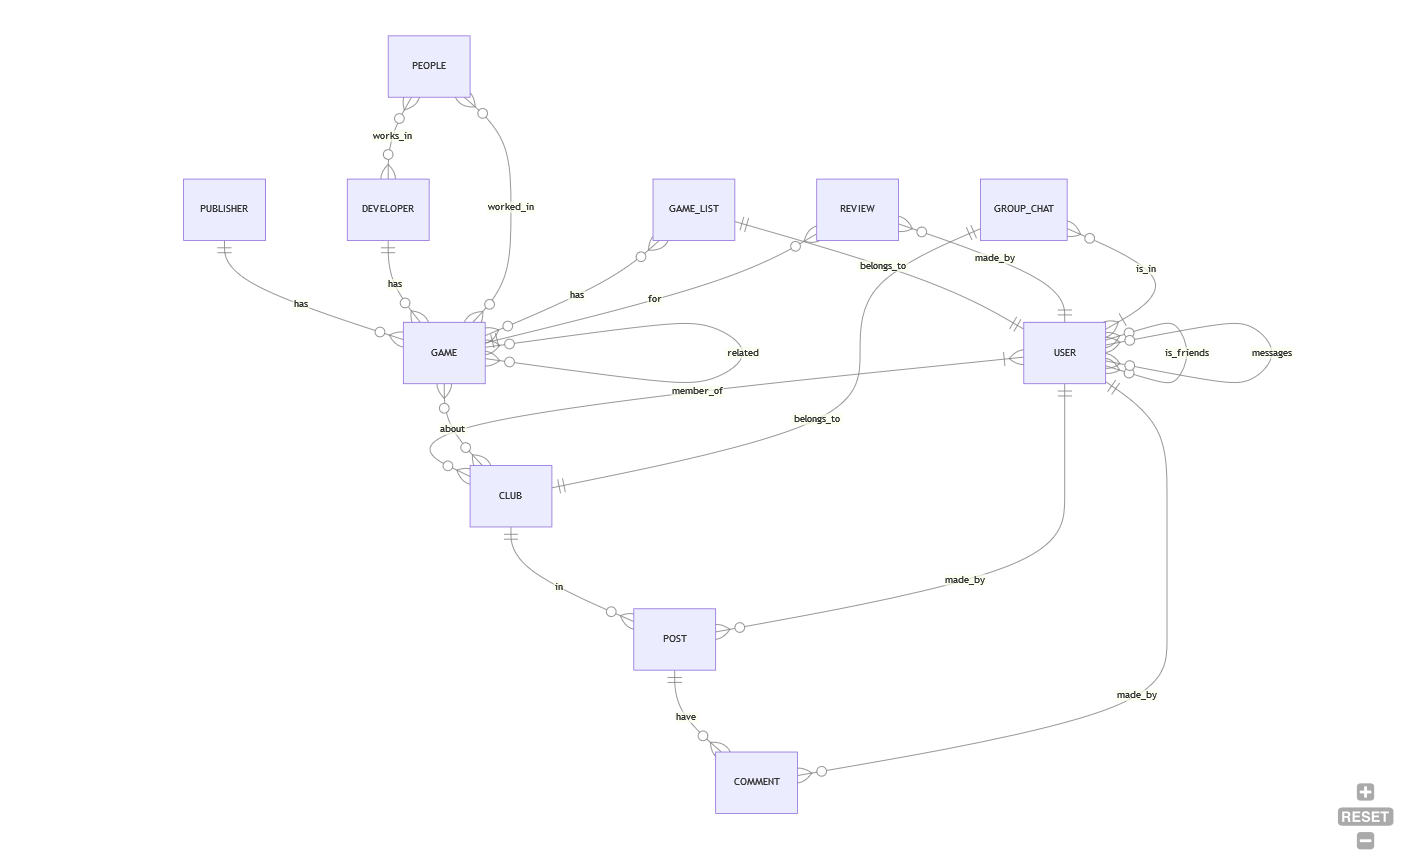 PEOPLE
works_in
worked_in
PUBLISHER
DEVELOPER
GAME_LIST
REVIEW
GROUP_CHAT
belongs_to
made_by
is_in
has
has
has
for
GAME
related
USER
is_friends
messages
member_of
about
belongs_to
CLUB
in
made_by
POST
have
made_by
COMMENT
+
RESET
−